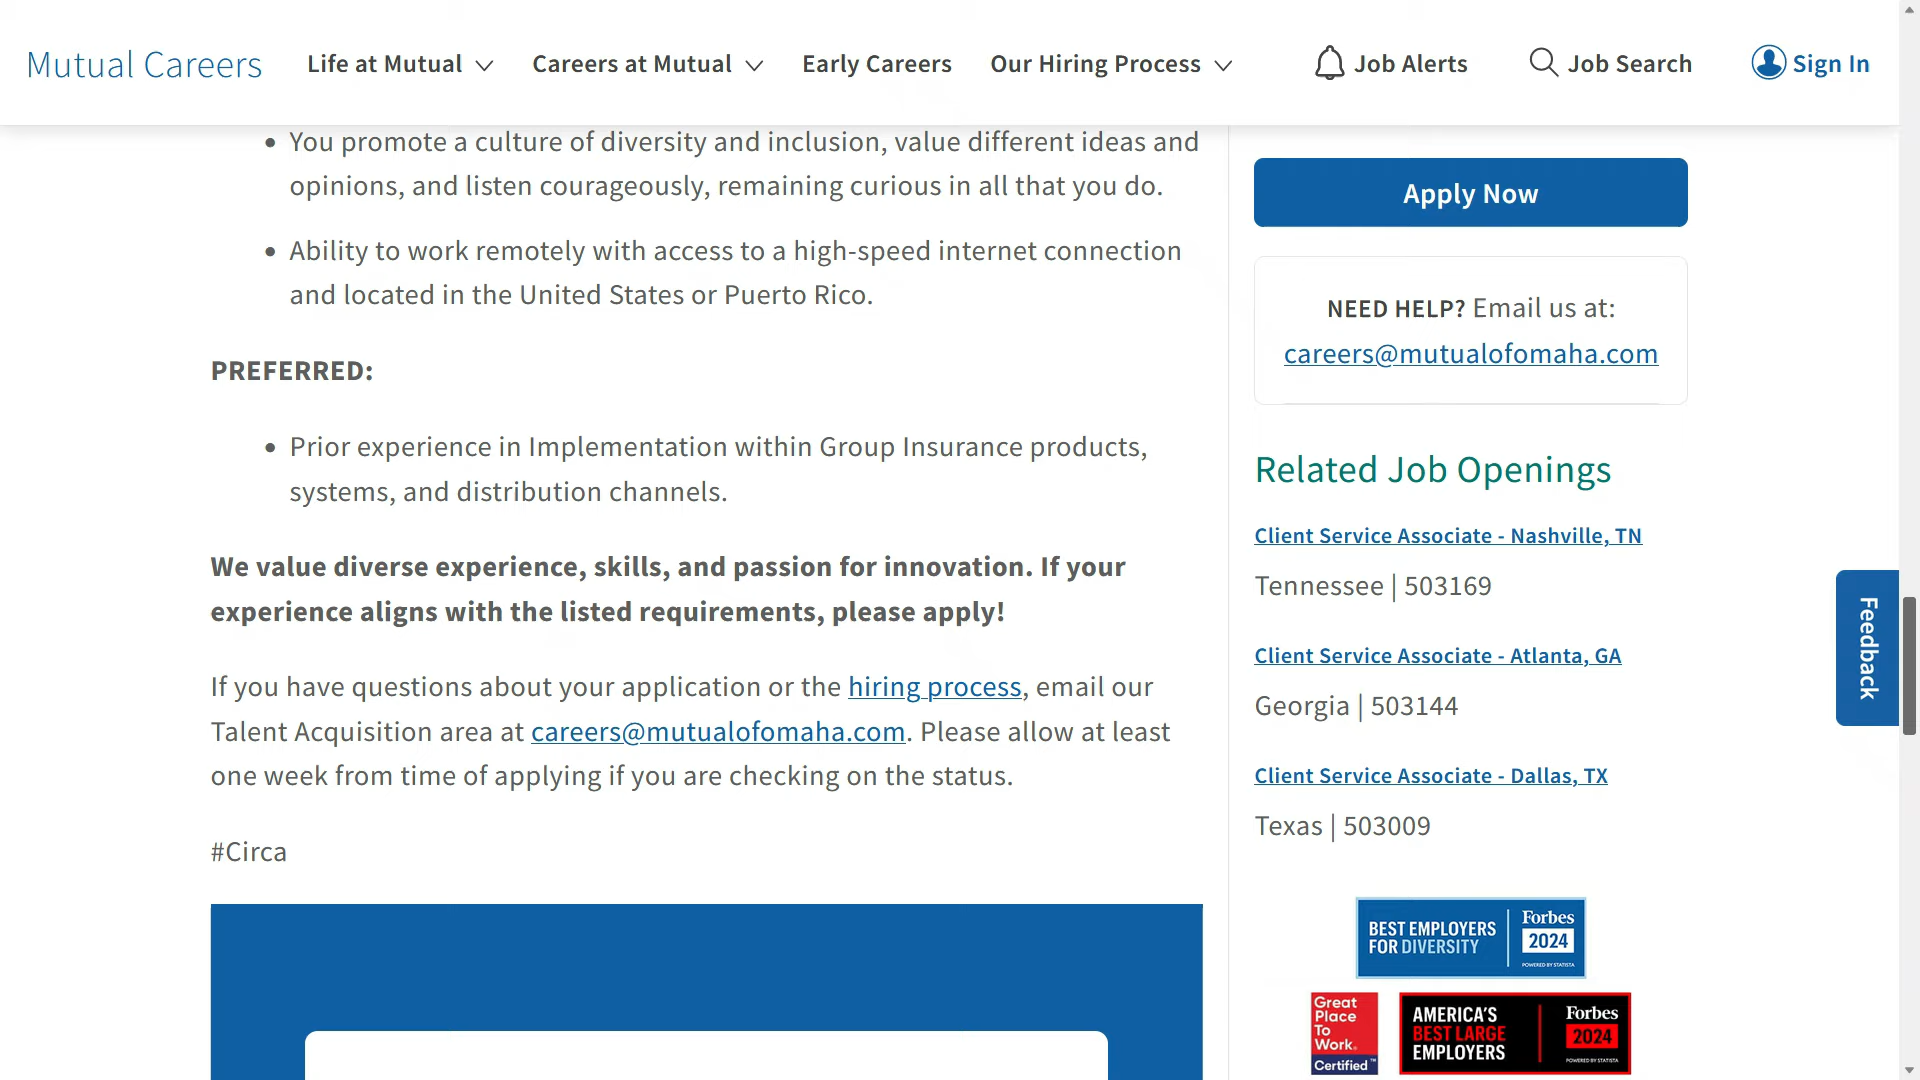 Mutual Careers
Life at Mutual
Careers at Mutual
Early Careers
Our Hiring Process
Job Alerts
Job Search
Sign In
• You promote a culture of diversity and inclusion, value different ideas and
opinions, and listen courageously, remaining curious in all that you do.
• Ability to work remotely with access to a high-speed internet connection
and located in the United States or Puerto Rico.
PREFERRED:
• Prior experience in Implementation within Group Insurance products,
systems, and distribution channels.
We value diverse experience, skills, and passion for innovation. If your
experience aligns with the listed requirements, please apply!
If you have questions about your application or the hiring process, email our
Talent Acquisition area at careers@mutualofomaha.com. Please allow at least
one week from time of applying if you are checking on the status.
#Circa
Apply Now
NEED HELP? Email us at:
careers@mutualofomaha.com
Related Job Openings
Client Service Associate - Nashville, TN
Tennessee | 503169
Client Service Associate - Atlanta, GA
Georgia | 503144
Client Service Associate - Dallas, TX
Texas | 503009
BEST EMPLOYERS
FOR DIVERSITY
Forbes
2024
POWERED BY STATISTA
Great
Place
To
Work.
Certified™
AMERICA'S
BEST LARGE
EMPLOYERS
Forbes
2024
POWERED BY STATISTA
Feedback